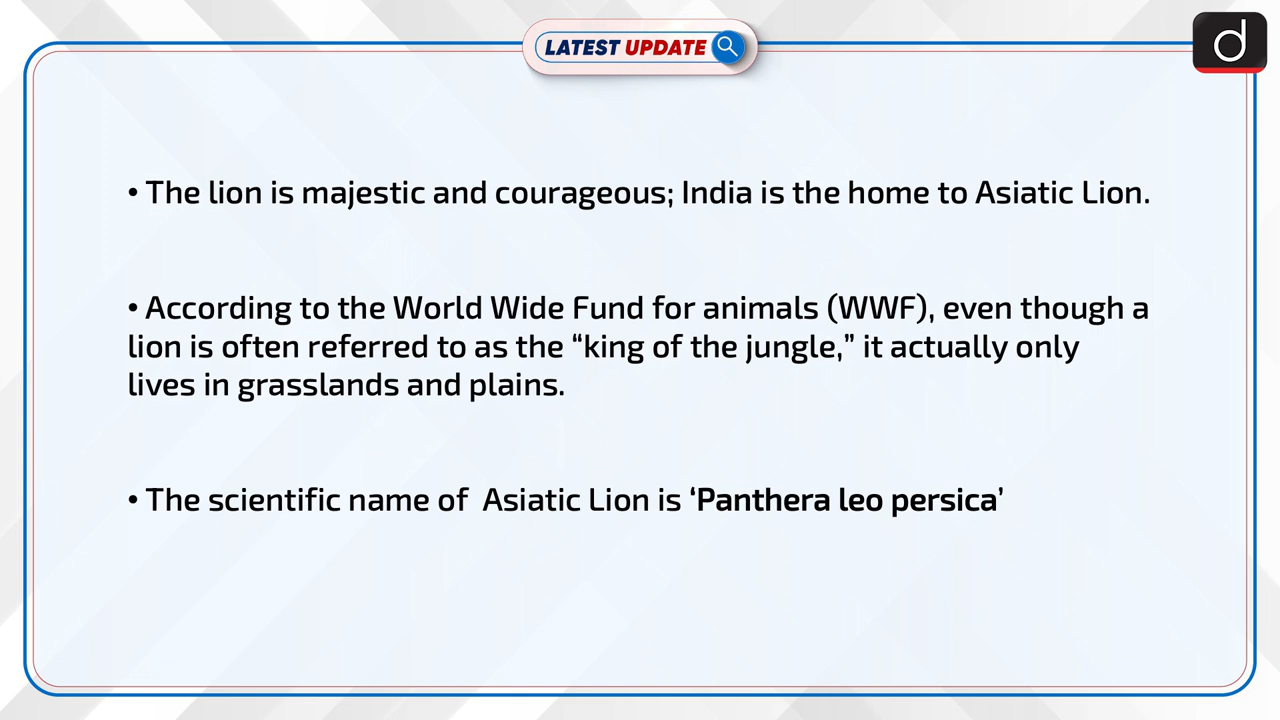 LATEST UPDATE
d
• The lion is majestic and courageous; India is the home to Asiatic Lion.
• According to the World Wide Fund for animals (WWF), even though a
lion is often referred to as the “king of the jungle,” it actually only
lives in grasslands and plains.
• The scientific name of  Asiatic Lion is ‘Panthera leo persica’